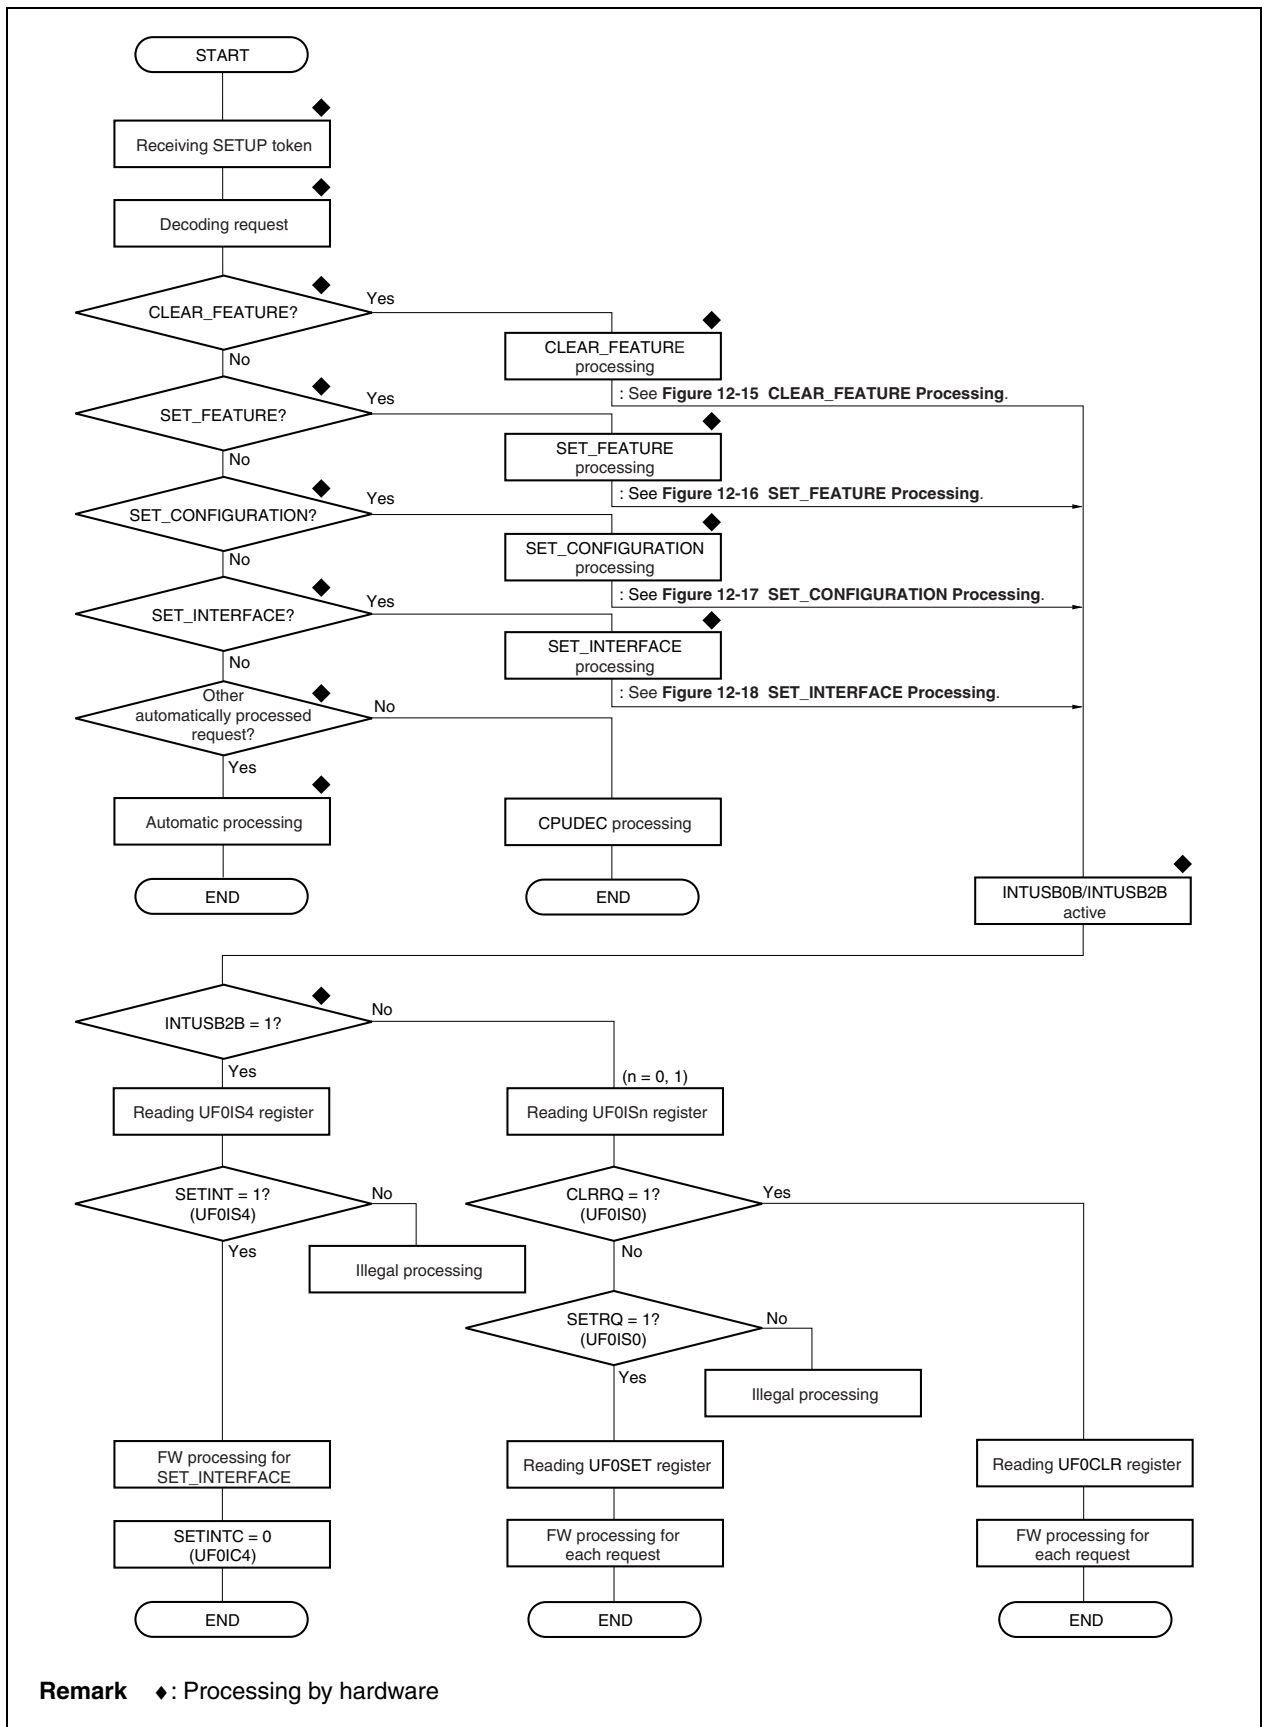 START
Receiving SETUP token
Decoding request
CLEAR_FEATURE?
Yes
No
CLEAR_FEATURE
processing
: See Figure 12-15 CLEAR_FEATURE Processing.
SET_FEATURE?
Yes
No
SET_FEATURE
processing
: See Figure 12-16 SET_FEATURE Processing.
SET_CONFIGURATION?
Yes
No
SET_CONFIGURATION
processing
: See Figure 12-17 SET_CONFIGURATION Processing.
SET_INTERFACE?
Yes
No
SET_INTERFACE
processing
: See Figure 12-18 SET_INTERFACE Processing.
Other
automatically processed
request?
No
Yes
Automatic processing
CPUDEC processing
END
END
INTUSB0B/INTUSB2B
active
INTUSB2B = 1?
No
Yes
(n = 0, 1)
Reading UF0IS4 register
Reading UF0ISn register
SETINT = 1?
(UF0IS4)
No
Yes
Illegal processing
CLRRQ = 1?
(UF0IS0)
Yes
No
SETRQ = 1?
(UF0IS0)
No
Yes
Illegal processing
FW processing for
SET_INTERFACE
Reading UF0SET register
Reading UF0CLR register
SETINTC = 0
(UF0IC4)
FW processing for
each request
FW processing for
each request
END
END
END
Remark ♦: Processing by hardware